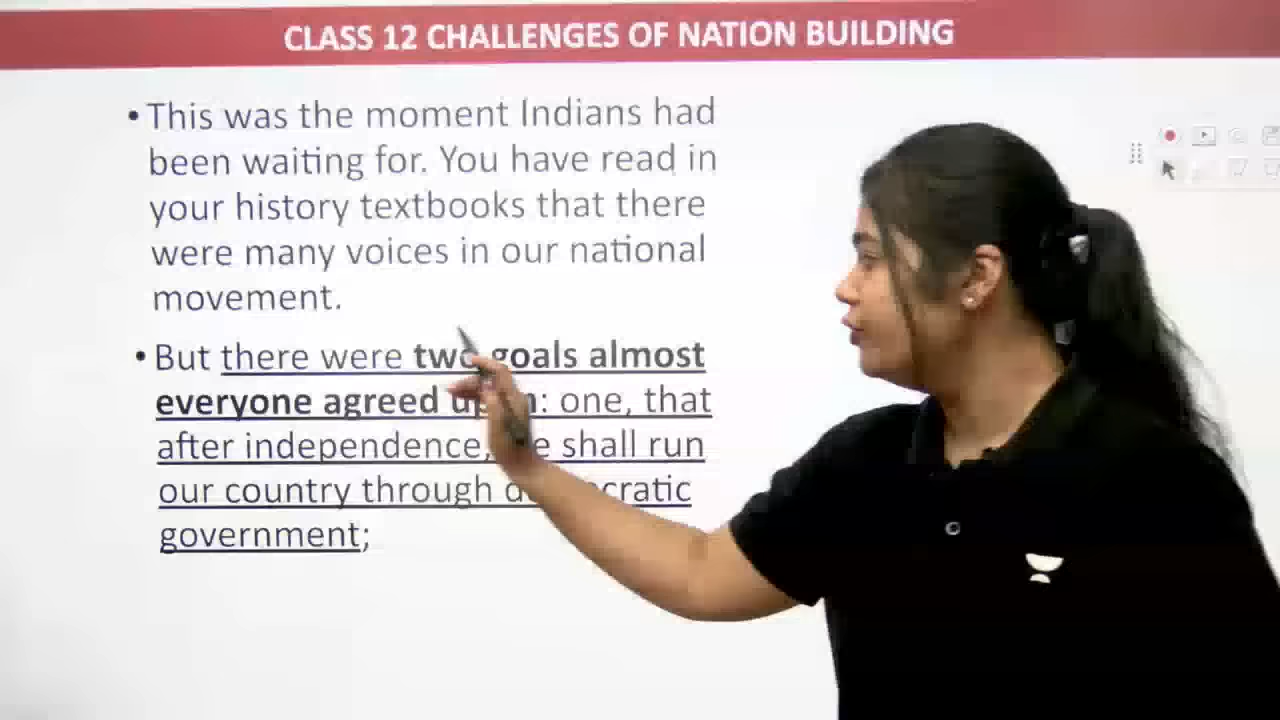 CLASS 12 CHALLENGES OF NATION BUILDING
• This was the moment Indians had
been waiting for. You have read in
your history textbooks that there
were many voices in our national
movement.
• But there were two goals almost
everyone agreed : one, that
after independence, shall run
our country through
government;